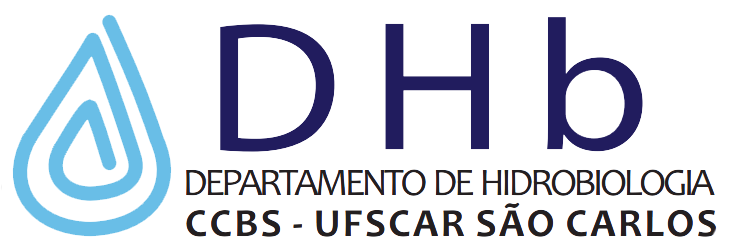 DHb
DEPARTAMENTO DE HIDROBIOLOGIA
CCBS - UFSCAR SÃO CARLOS